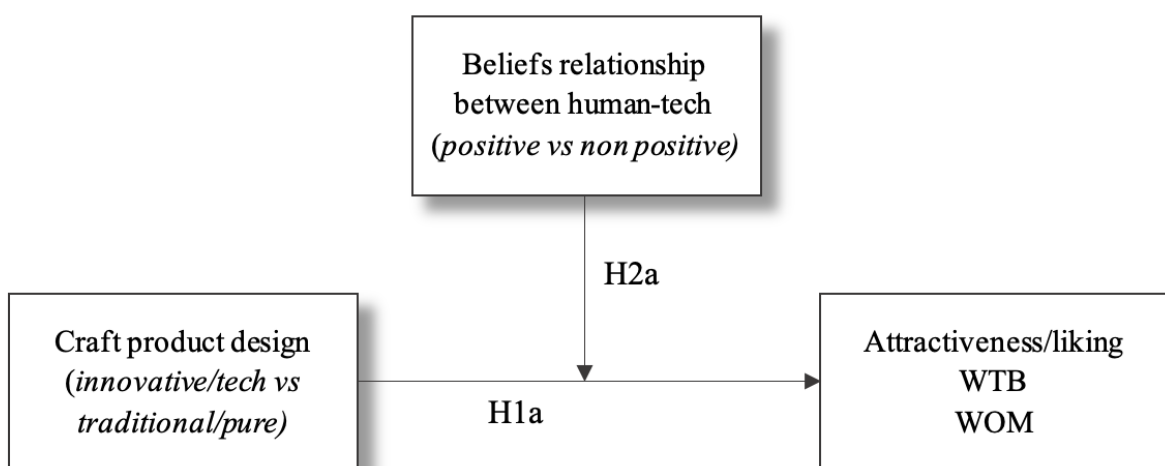 Beliefs relationship
between human-tech
(positive vs non positive)
H2a
Craft product design
(innovative/tech vs
traditional/pure)
H1a
Attractiveness/liking
WTB
WOM